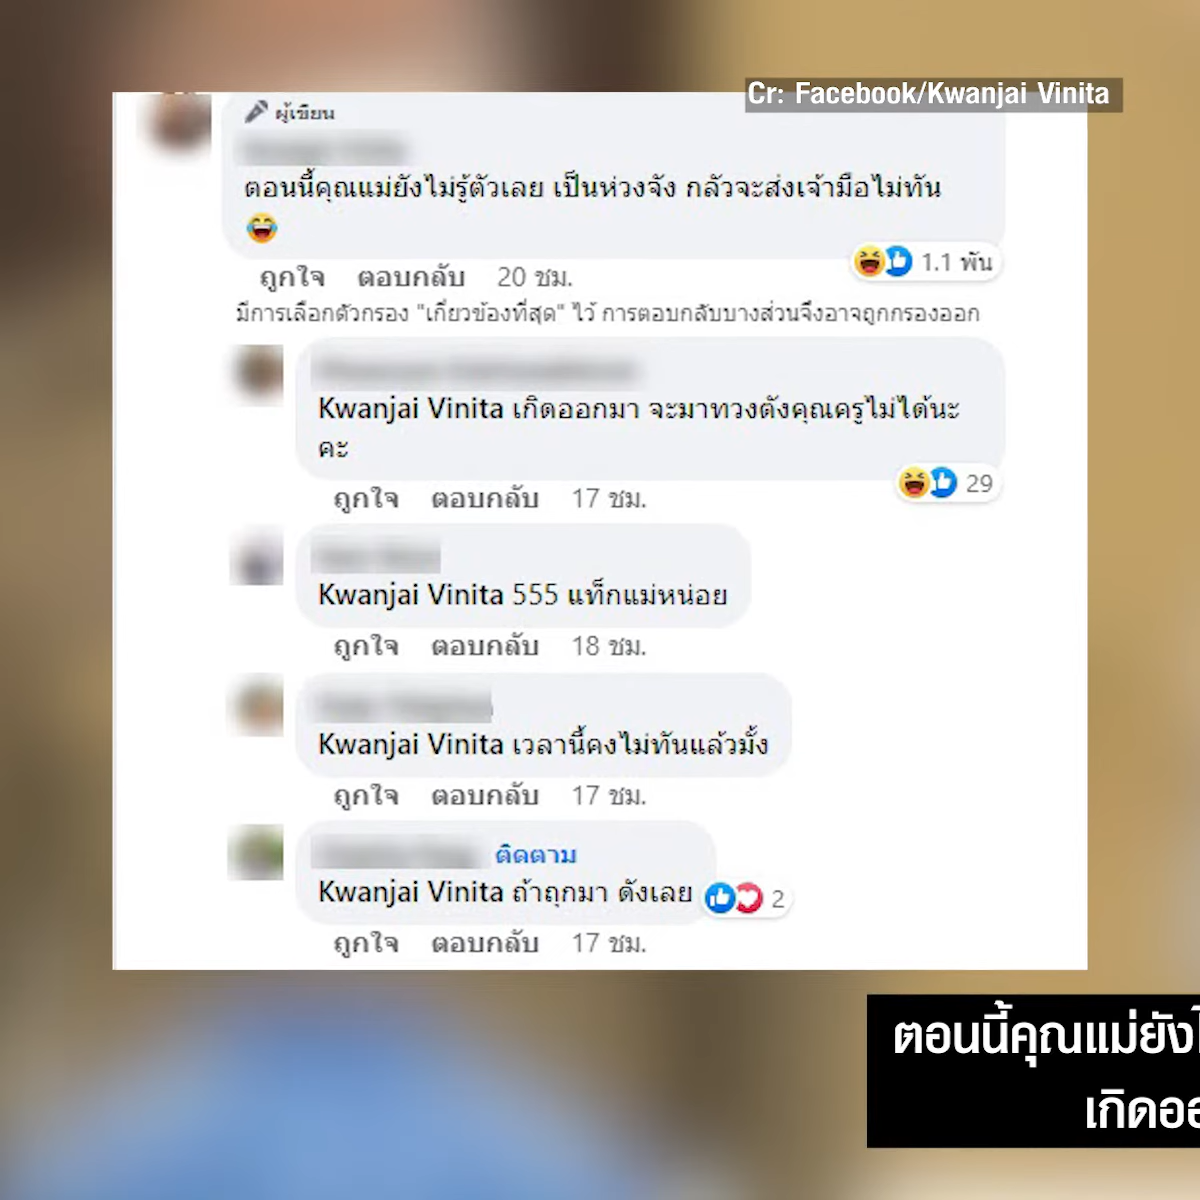 Cr: Facebook/Kwanjai Vinita
ผู้เขียน
ตอนนี้คุณแม่ยังไม่รู้ตัวเลย เป็นห่วงจัง กลัวจะส่งเจ้ามือไม่ทัน
😂
1.1 พัน
ถูกใจ ตอบกลับ 20 ชม.
มีการเลือกตัวกรอง "เกี่ยวข้องที่สุด" ไว้ การตอบกลับบางส่วนจึงอาจถูกกรองออก
Kwanjai Vinita เกิดออกมา จะมาทวงตังคุณครูไม่ได้นะ
คะ
29
ถูกใจ ตอบกลับ 17 ชม.
Kwanjai Vinita 555 แท็กแม่หน่อย
ถูกใจ ตอบกลับ 18 ชม.
Kwanjai Vinita เวลานี้คงไม่ทันแล้วมั้ง
ถูกใจ ตอบกลับ 17 ชม.
ติดตาม
Kwanjai Vinita ถ้าถุกมา ดังเลย
2
ถูกใจ ตอบกลับ 17 ชม.
ตอนนี้คุณแม่ยัง
เกิดออ